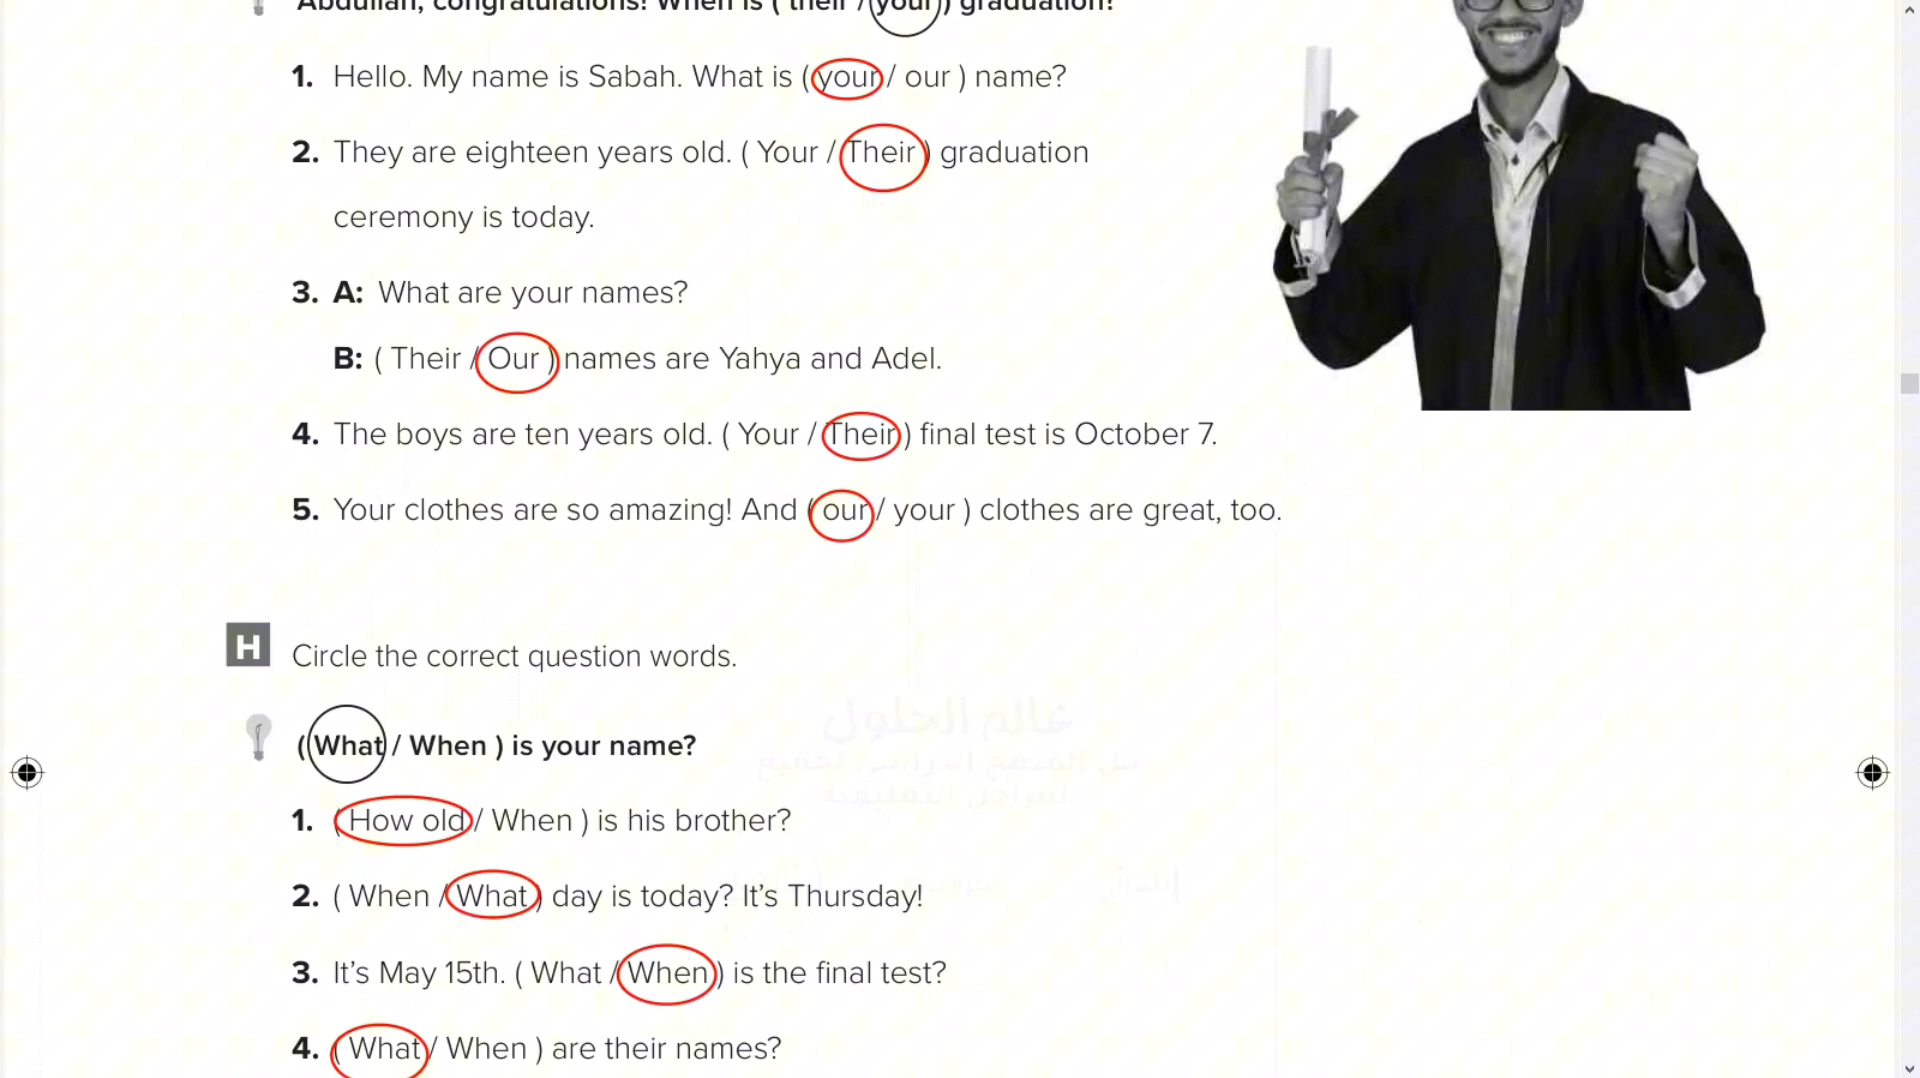 Abdullah, congratulations! When is ( their / your ) graduation?
1. Hello. My name is Sabah. What is ( your / our ) name?
2. They are eighteen years old. ( Your / Their ) graduation
ceremony is today.
3. A: What are your names?
B: ( Their / Our ) names are Yahya and Adel.
4. The boys are ten years old. ( Your / Their ) final test is October 7.
5. Your clothes are so amazing! And ( our / your ) clothes are great, too.
H Circle the correct question words.
( What / When ) is your name?
1. ( How old / When ) is his brother?
2. ( When / What ) day is today? It's Thursday!
3. It's May 15th. ( What / When ) is the final test?
4. ( What / When ) are their names?
عالم الحلول